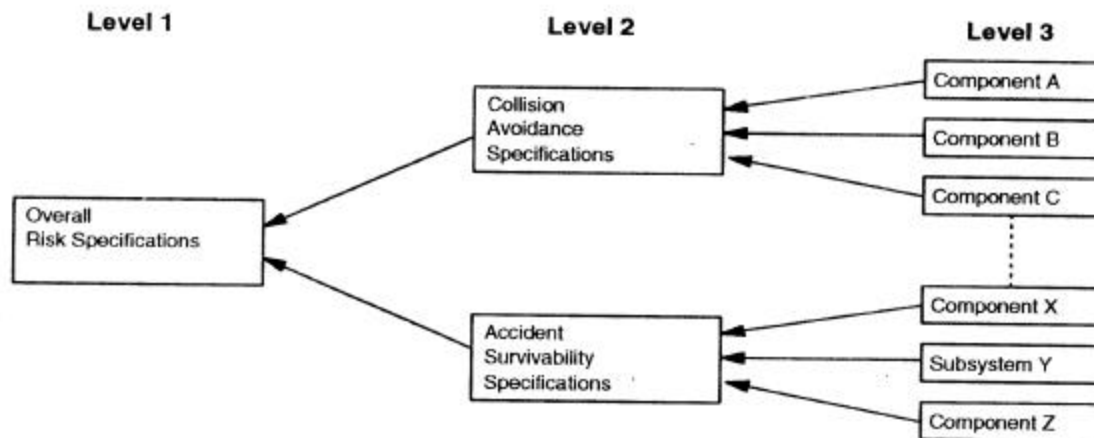 Level 1
Level 2
Level 3
Overall
Risk Specifications
Collision
Avoidance
Specifications
Accident
Survivability
Specifications
Component A
Component B
Component C
Component X
Subsystem Y
Component Z